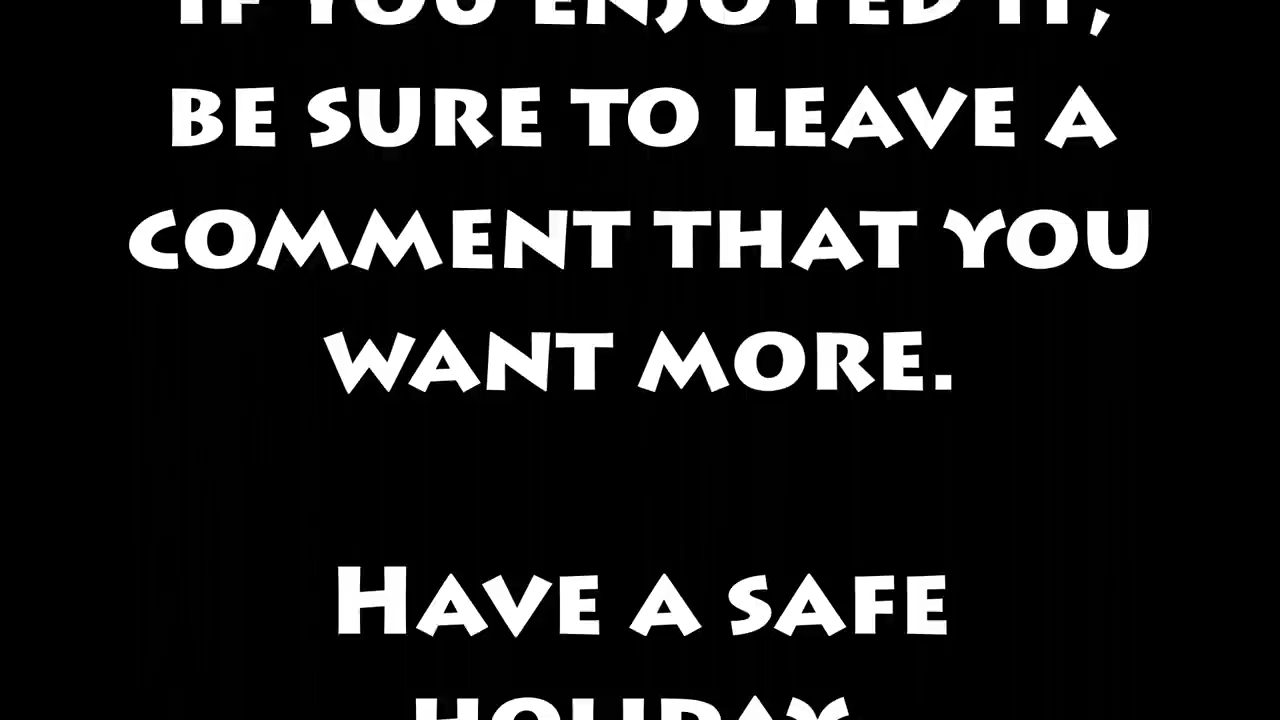 IF YOU ENJOYED IT,
BE SURE TO LEAVE A
COMMENT THAT YOU
WANT MORE.
HAVE A SAFE
HOLIDAY